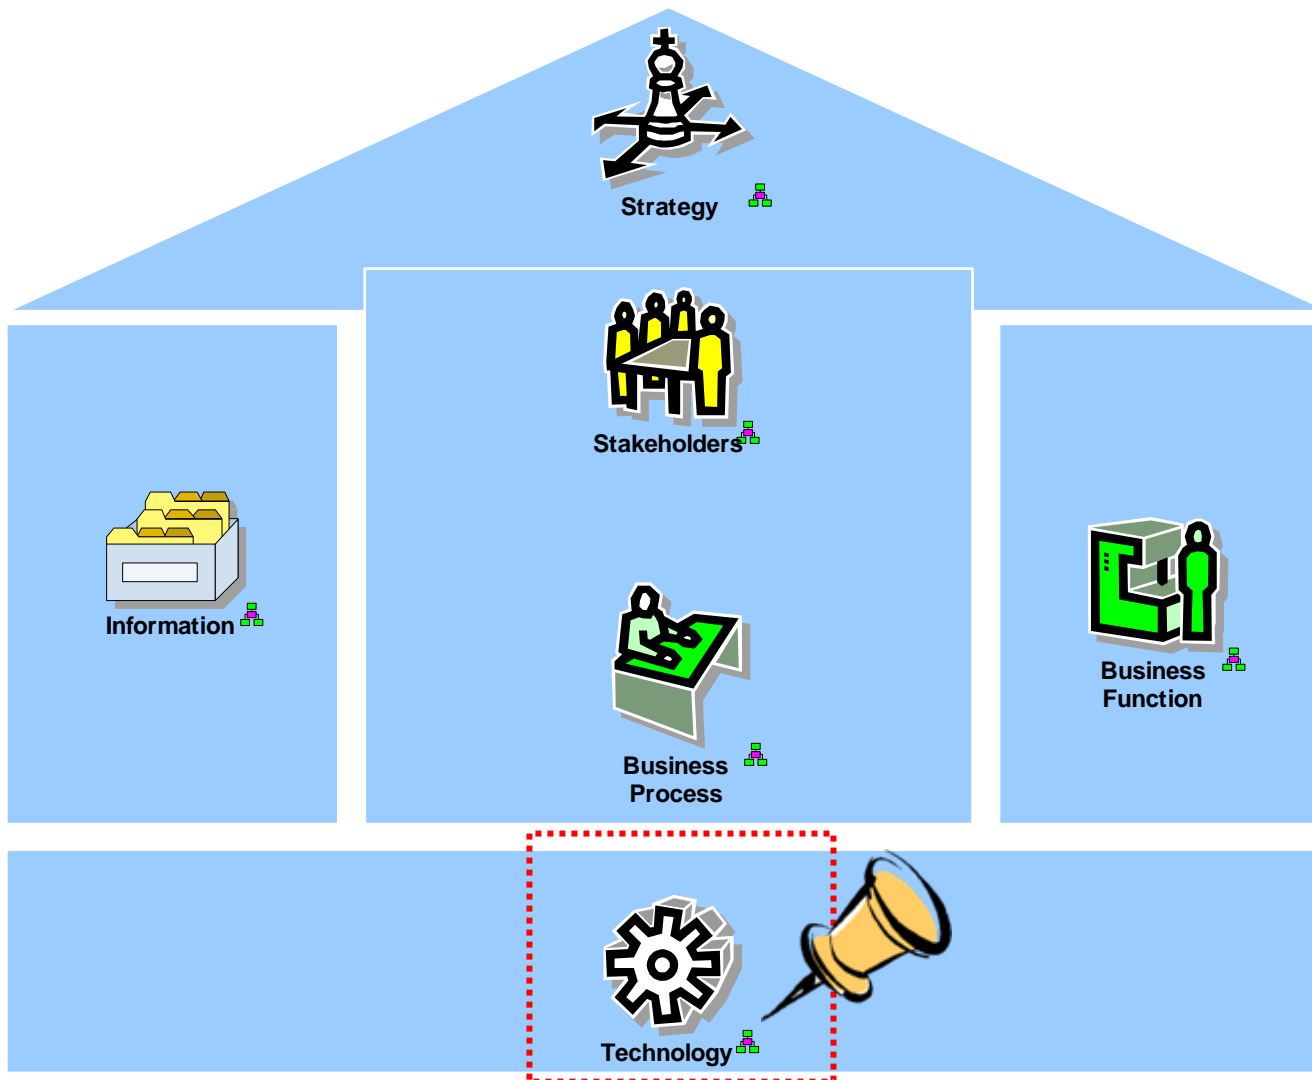 Strategy
Stakeholders
Information
Business
Function
Business
Process
Technology